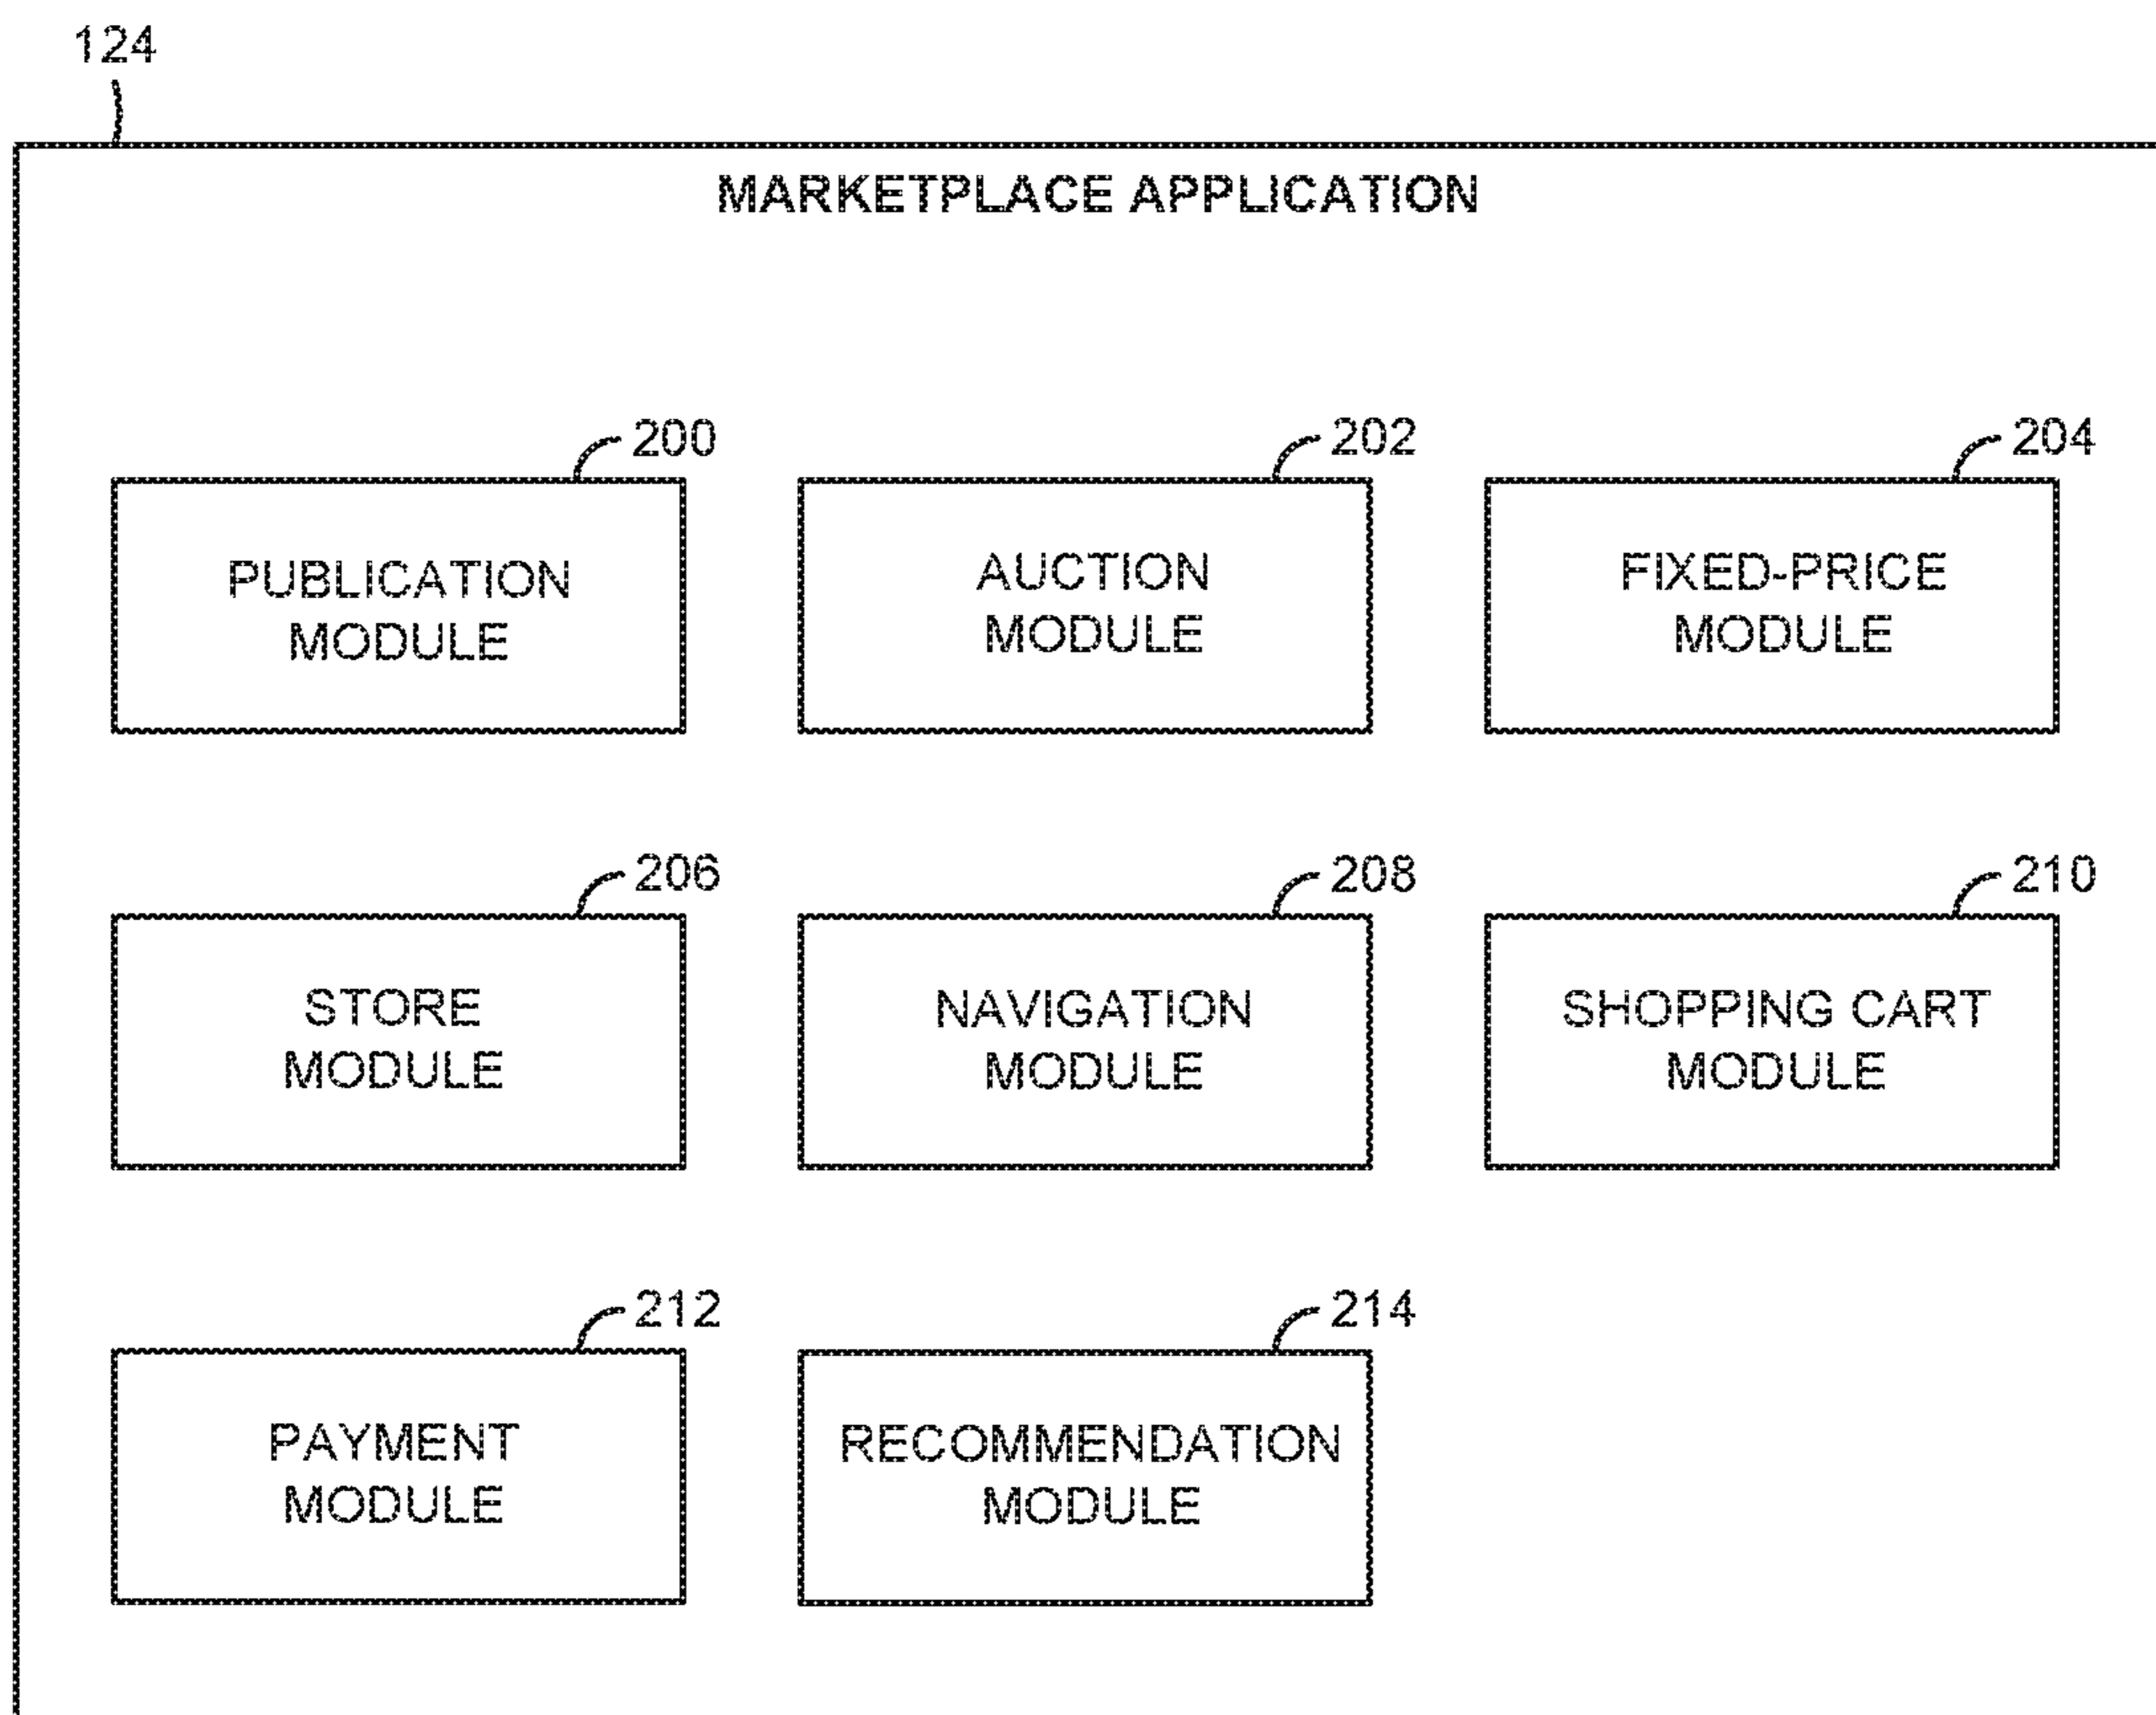 124
MARKETPLACE APPLICATION
200
PUBLICATION
MODULE
202
AUCTION
MODULE
204
FIXED-PRICE
MODULE
206
STORE
MODULE
208
NAVIGATION
MODULE
210
SHOPPING CART
MODULE
212
PAYMENT
MODULE
214
RECOMMENDATION
MODULE